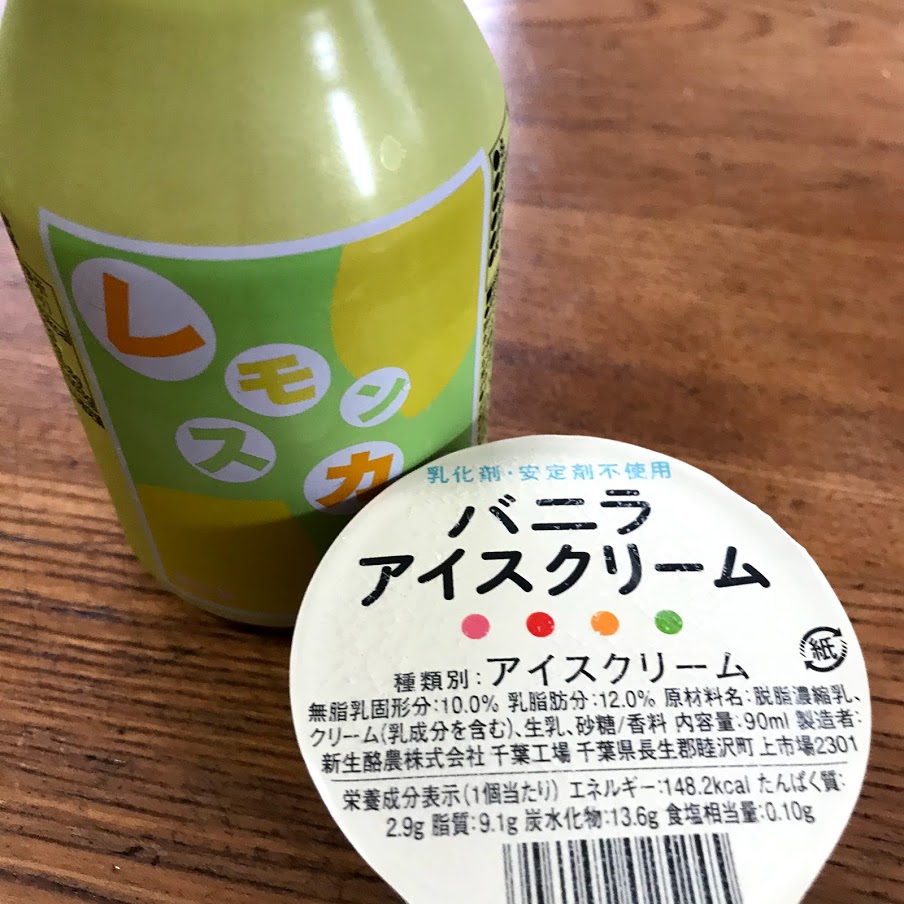 レモン
スカ
乳化剤・安定剤不使用
バニラ
アイスクリーム
紙
種類別:アイスクリーム
無脂乳固形分:10.0% 乳脂肪分:12.0% 原材料名:脱脂濃縮乳、
クリーム(乳成分を含む)、生乳、砂糖/香料 内容量:90ml 製造者:
新生酪農株式会社 千葉工場 千葉県長生郡睦沢町 上市場2301
栄養成分表示(1個当たり) エネルギー:148.2kcal たんぱく質:
2.9g 脂質:9.1g 炭水化物:13.6g 食塩相当量:0.10g